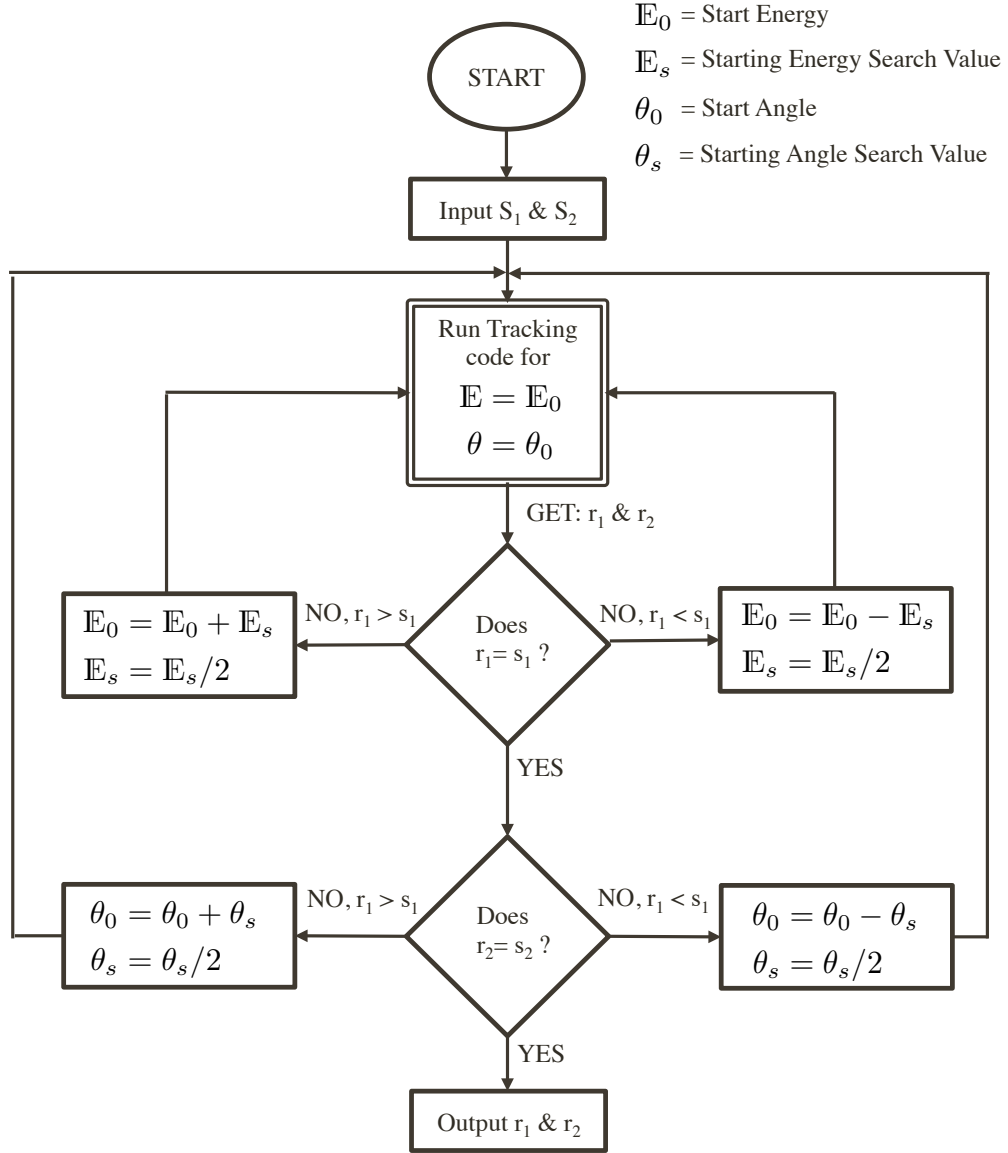 𝔼₀ = Start Energy
𝔼ₛ = Starting Energy Search Value
θ₀ = Start Angle
θₛ = Starting Angle Search Value
START
Input S₁ & S₂
Run Tracking
code for
𝔼 = 𝔼₀
θ = θ₀
GET: r₁ & r₂
NO, r₁ > s₁
NO, r₁ < s₁
𝔼₀ = 𝔼₀ + 𝔼ₛ
𝔼ₛ = 𝔼ₛ/2
Does
r₁= s₁ ?
𝔼₀ = 𝔼₀ − 𝔼ₛ
𝔼ₛ = 𝔼ₛ/2
YES
NO, r₁ > s₁
NO, r₁ < s₁
θ₀ = θ₀ + θₛ
θₛ = θₛ/2
Does
r₂= s₂ ?
θ₀ = θ₀ − θₛ
θₛ = θₛ/2
YES
Output r₁ & r₂